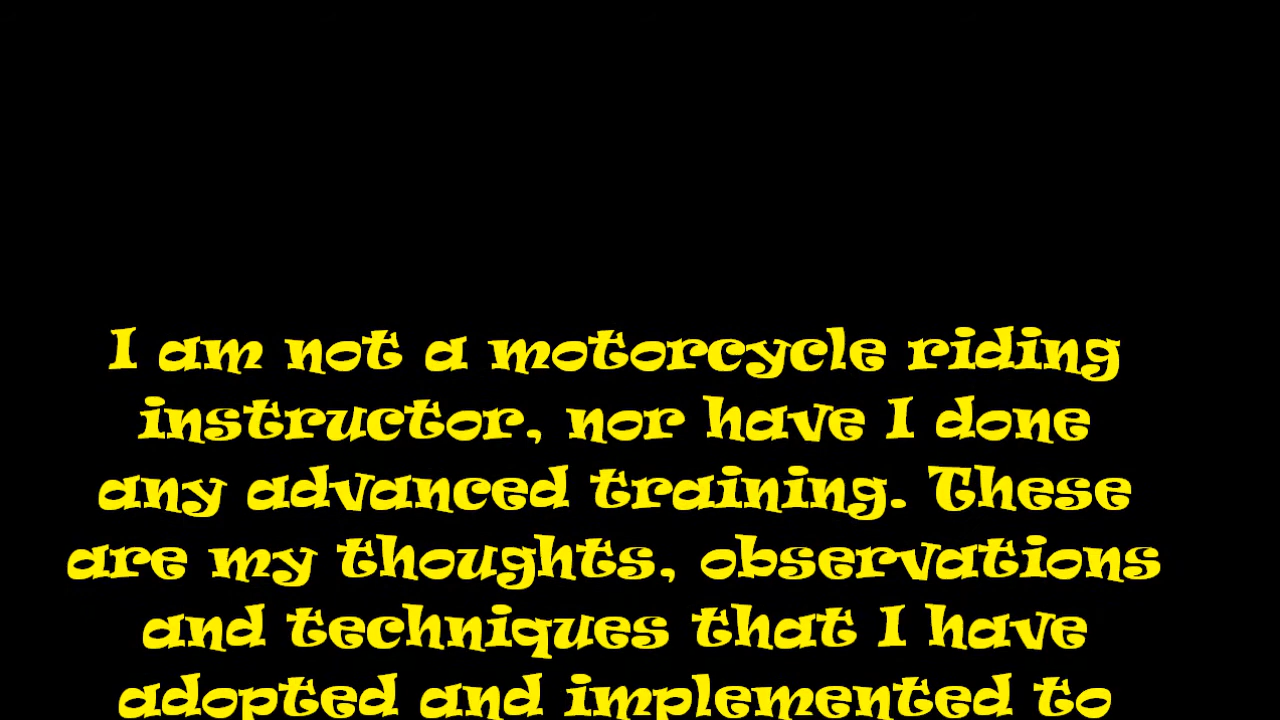 I am not a motorcycle riding
instructor, nor have I done
any advanced training. These
are my thoughts, observations
and techniques that I have
adopted and implemented to